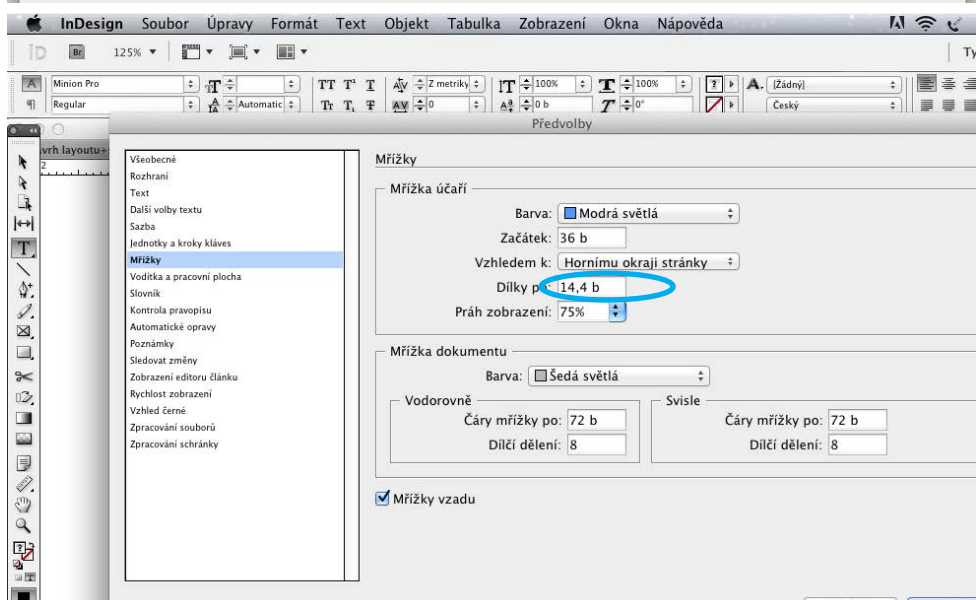 InDesign Soubor Úpravy Formát Text Objekt Tabulka Zobrazení Okna Nápověda
Br 125%
Minion Pro Z metriky 100% 100% A. [Žádný]
Regular Automatic 0 0 b 0° Český
Předvolby
vrh layoutu+
2
Všeobecné
Rozhraní
Text
Další volby textu
Sazba
Jednotky a kroky kláves
Mřížky
Vodítka a pracovní plocha
Slovník
Kontrola pravopisu
Automatické opravy
Poznámky
Sledovat změny
Zobrazení editoru článku
Rychlost zobrazení
Vzhled černé
Zpracování souborů
Zpracování schránky
Mřížky
Mřížka účaří
Barva: Modrá světlá
Začátek: 36 b
Vzhledem k: Hornímu okraji stránky
Dílky po: 14,4 b
Práh zobrazení: 75%
Mřížka dokumentu
Barva: Šedá světlá
Vodorovně
Čáry mřížky po: 72 b
Dílčí dělení: 8
Svisle
Čáry mřížky po: 72 b
Dílčí dělení: 8
Mřížky vzadu